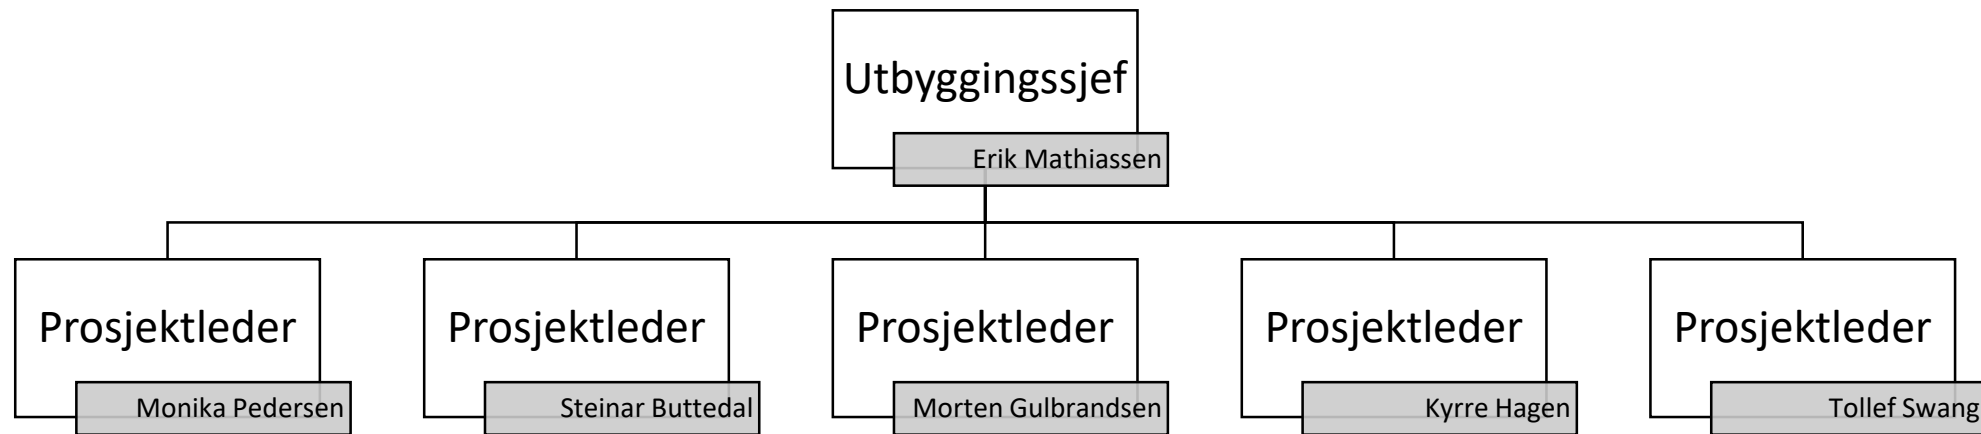 Utbyggingssjef
Erik Mathiassen
Prosjektleder
Monika Pedersen
Prosjektleder
Steinar Buttedal
Prosjektleder
Morten Gulbrandsen
Prosjektleder
Kyrre Hagen
Prosjektleder
Tollef Swang